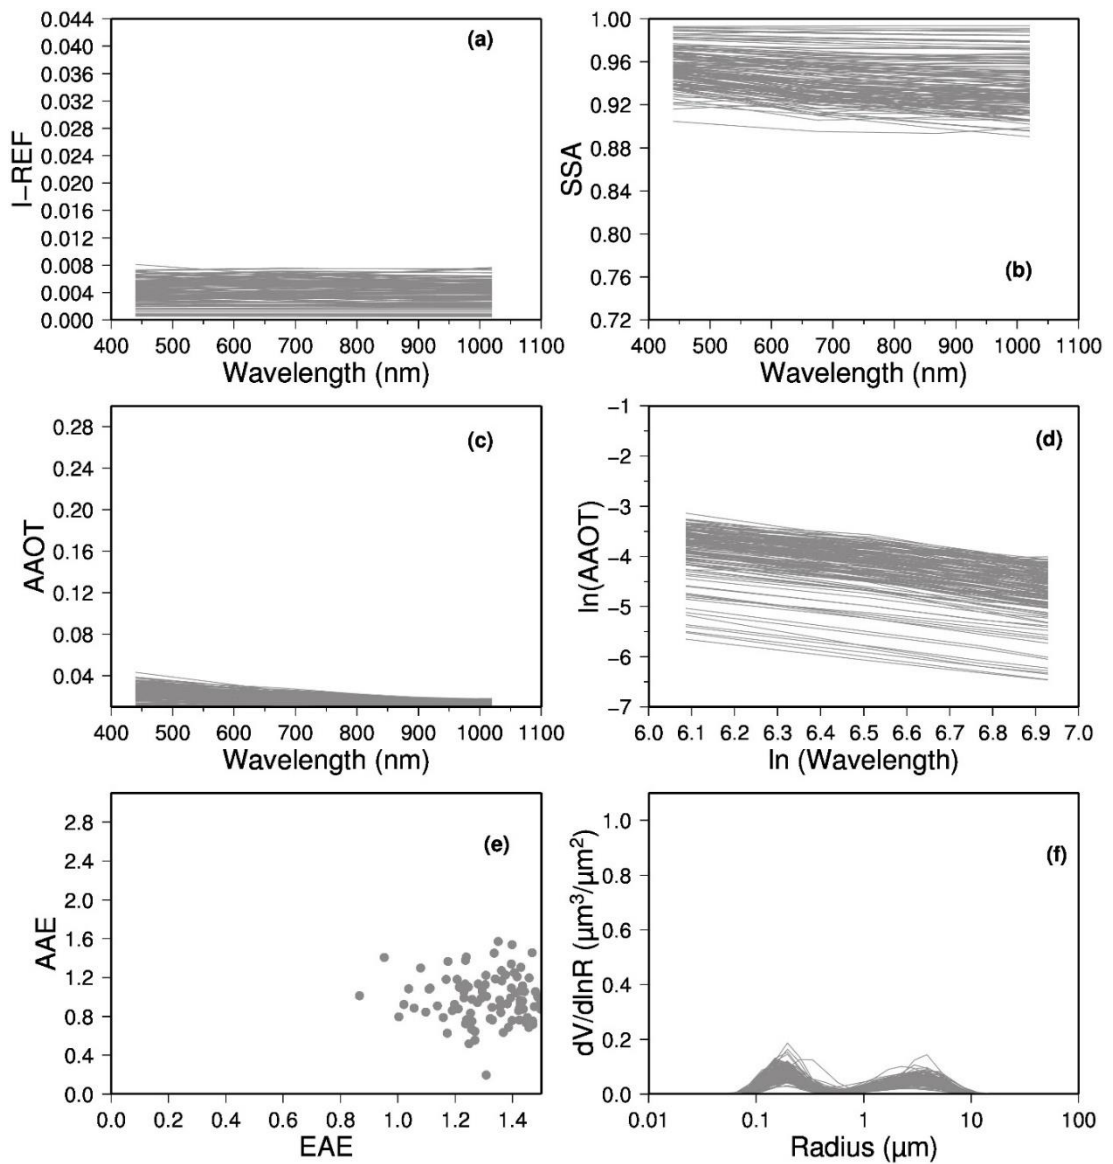 (a)
I−REF
0.044
0.040
0.036
0.032
0.028
0.024
0.020
0.016
0.012
0.008
0.004
0.000
400 500 600 700 800 900 1000 1100
Wavelength (nm)
(b)
SSA
1.00
0.96
0.92
0.88
0.84
0.80
0.76
0.72
400 500 600 700 800 900 1000 1100
Wavelength (nm)
(c)
AAOT
0.28
0.24
0.20
0.16
0.12
0.08
0.04
400 500 600 700 800 900 1000 1100
Wavelength (nm)
(d)
ln(AAOT)
−1
−2
−3
−4
−5
−6
−7
6.0 6.1 6.2 6.3 6.4 6.5 6.6 6.7 6.8 6.9 7.0
ln (Wavelength)
(e)
AAE
2.8
2.4
2.0
1.6
1.2
0.8
0.4
0.0
0.0 0.2 0.4 0.6 0.8 1.0 1.2 1.4
EAE
(f)
dV/dlnR (µm³/µm²)
1.0
0.8
0.6
0.4
0.2
0.0
0.01 0.1 1 10 100
Radius (µm)